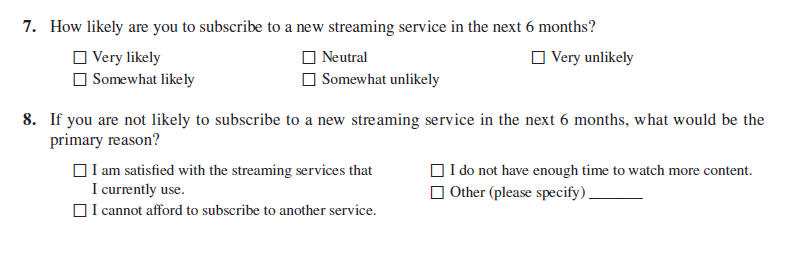 7. How likely are you to subscribe to a new streaming service in the next 6 months?
☐ Very likely
☐ Somewhat likely
☐ Neutral
☐ Somewhat unlikely
☐ Very unlikely
8. If you are not likely to subscribe to a new streaming service in the next 6 months, what would be the
primary reason?
☐ I am satisfied with the streaming services that
I currently use.
☐ I cannot afford to subscribe to another service.
☐ I do not have enough time to watch more content.
☐ Other (please specify) _______